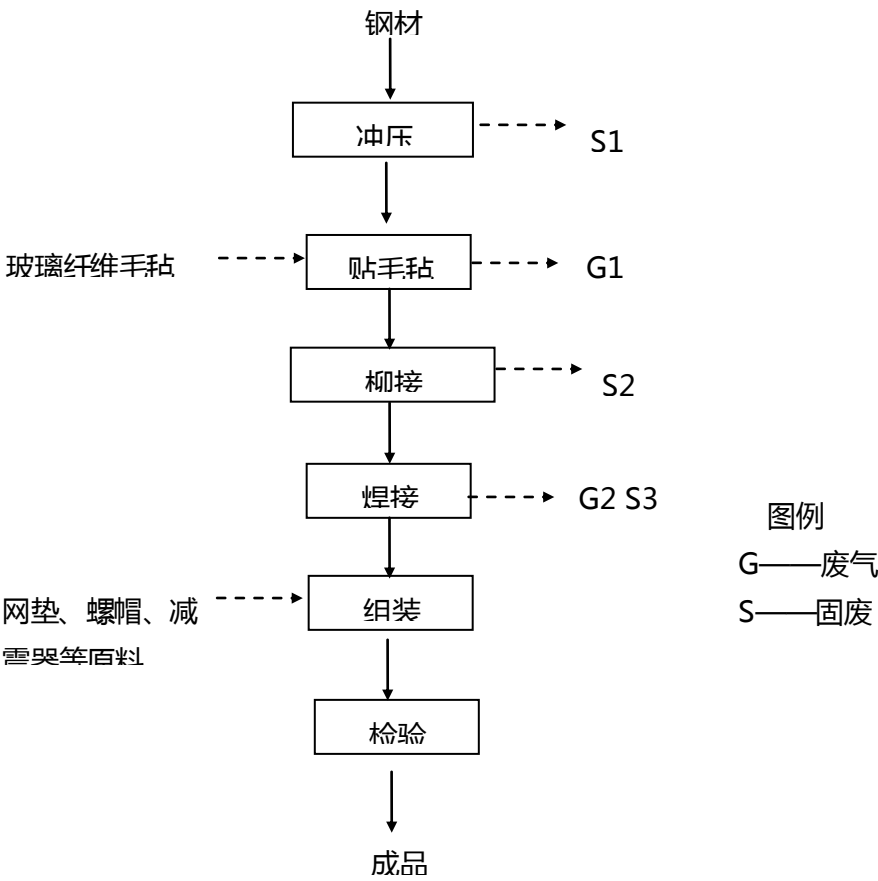 钢材
冲压
S1
玻璃纤维毛毡
贴毛毡
G1
柳接
S2
焊接
G2 S3
图例
G——废气
S——固废
网垫、螺帽、减
震器等原料
组装
检验
成品